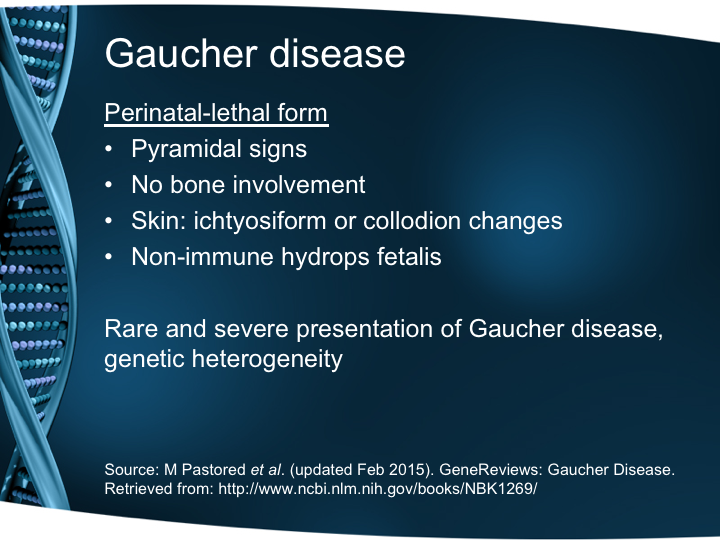 Gaucher disease
Perinatal-lethal form
• Pyramidal signs
• No bone involvement
• Skin: ichtyosiform or collodion changes
• Non-immune hydrops fetalis
Rare and severe presentation of Gaucher disease,
genetic heterogeneity
Source: M Pastored et al. (updated Feb 2015). GeneReviews: Gaucher Disease.
Retrieved from: http://www.ncbi.nlm.nih.gov/books/NBK1269/